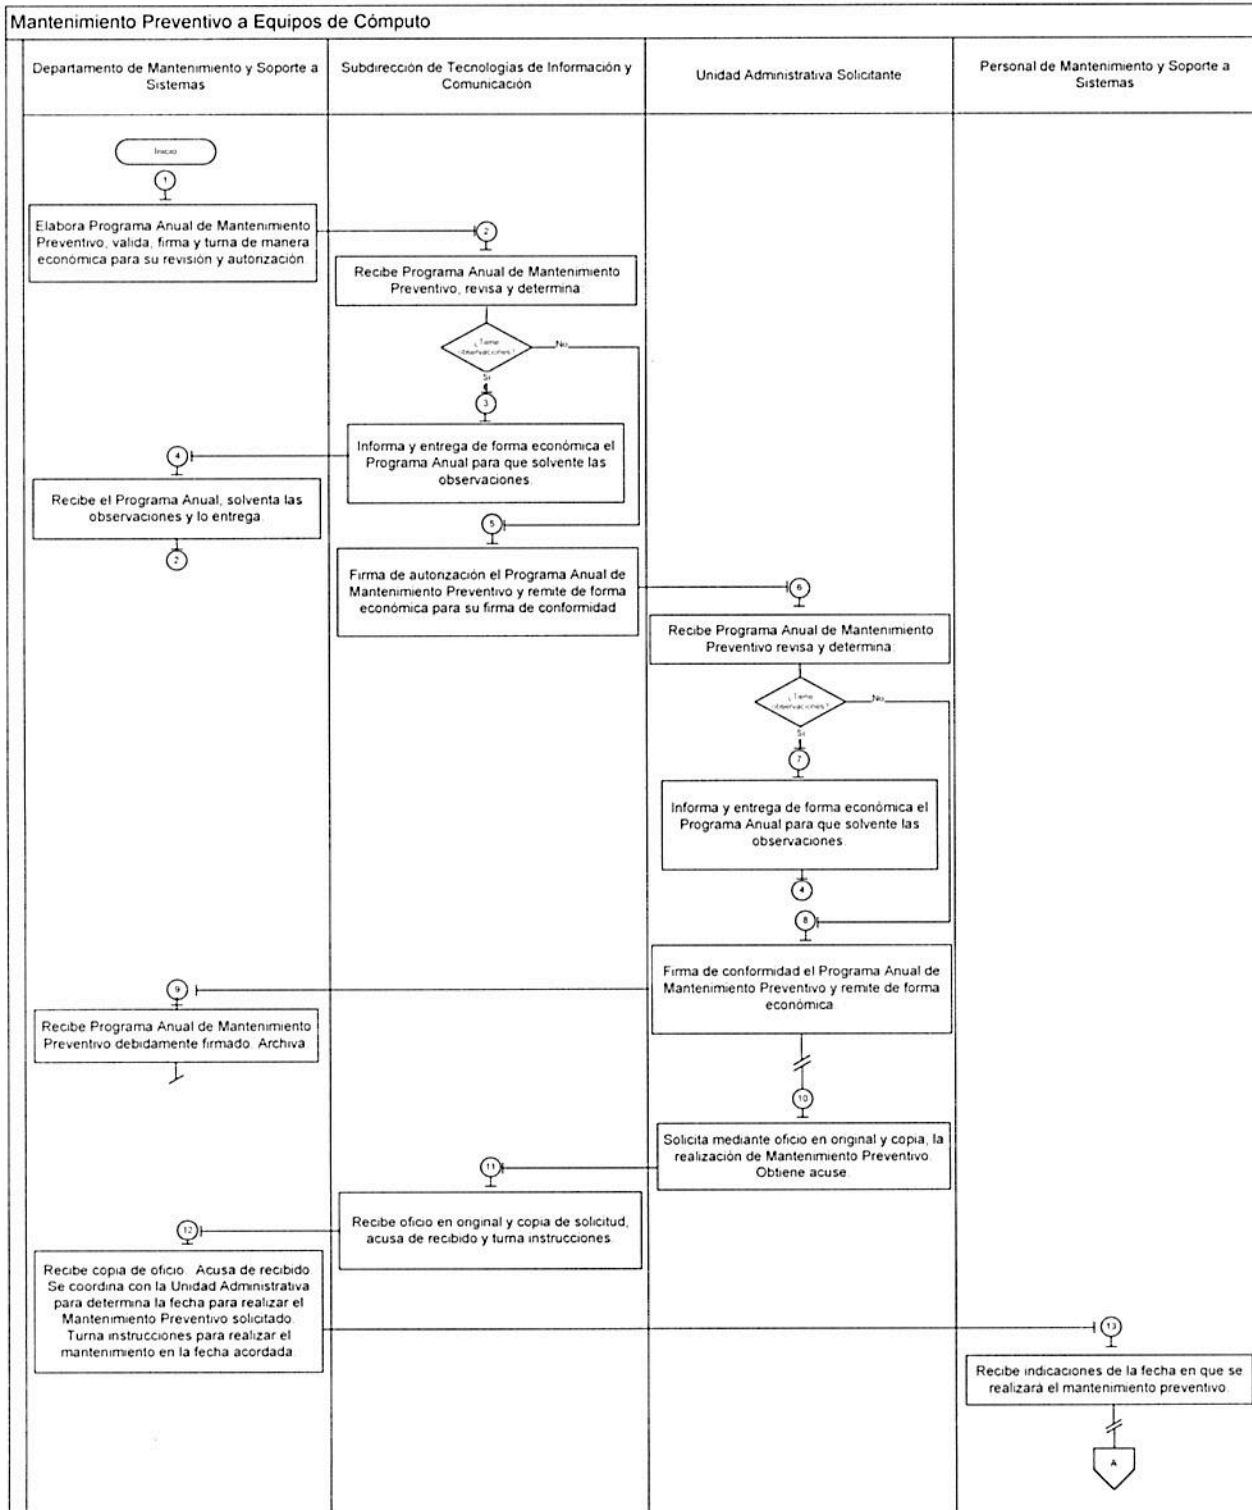 Mantenimiento Preventivo a Equipos de Cómputo
Departamento de Mantenimiento y Soporte a
Sistemas
Subdirección de Tecnologías de Información y
Comunicación
Unidad Administrativa Solicitante
Personal de Mantenimiento y Soporte a
Sistemas
Inicio
1
Elabora Programa Anual de Mantenimiento
Preventivo, valida, firma y turna de manera
económica para su revisión y autorización.
2
Recibe Programa Anual de Mantenimiento
Preventivo, revisa y determina:
¿Tiene
observaciones?
No
Si
3
Informa y entrega de forma económica el
Programa Anual para que solvente las
observaciones.
4
Recibe el Programa Anual, solventa las
observaciones y lo entrega.
2
5
Firma de autorización el Programa Anual de
Mantenimiento Preventivo y remite de forma
económica para su firma de conformidad
6
Recibe Programa Anual de Mantenimiento
Preventivo revisa y determina:
¿Tiene
observaciones?
No
Si
7
Informa y entrega de forma económica el
Programa Anual para que solvente las
observaciones
4
8
Firma de conformidad el Programa Anual de
Mantenimiento Preventivo y remite de forma
económica
9
Recibe Programa Anual de Mantenimiento
Preventivo debidamente firmado. Archiva
10
Solicita mediante oficio en original y copia, la
realización de Mantenimiento Preventivo.
Obtiene acuse.
11
Recibe oficio en original y copia de solicitud,
acusa de recibido y turna instrucciones.
12
Recibe copia de oficio. Acusa de recibido
Se coordina con la Unidad Administrativa
para determina la fecha para realizar el
Mantenimiento Preventivo solicitado.
Turna instrucciones para realizar el
mantenimiento en la fecha acordada
13
Recibe indicaciones de la fecha en que se
realizará el mantenimiento preventivo.
A